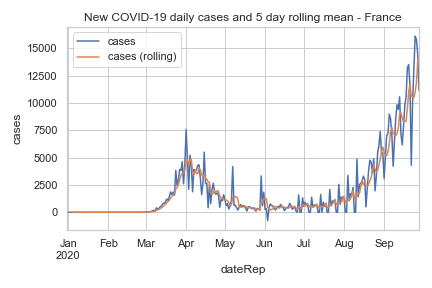 New COVID-19 daily cases and 5 day rolling mean - France
cases
cases (rolling)
15000
12500
10000
7500
5000
2500
0
cases
Jan Feb Mar Apr May Jun Jul Aug Sep
2020
dateRep